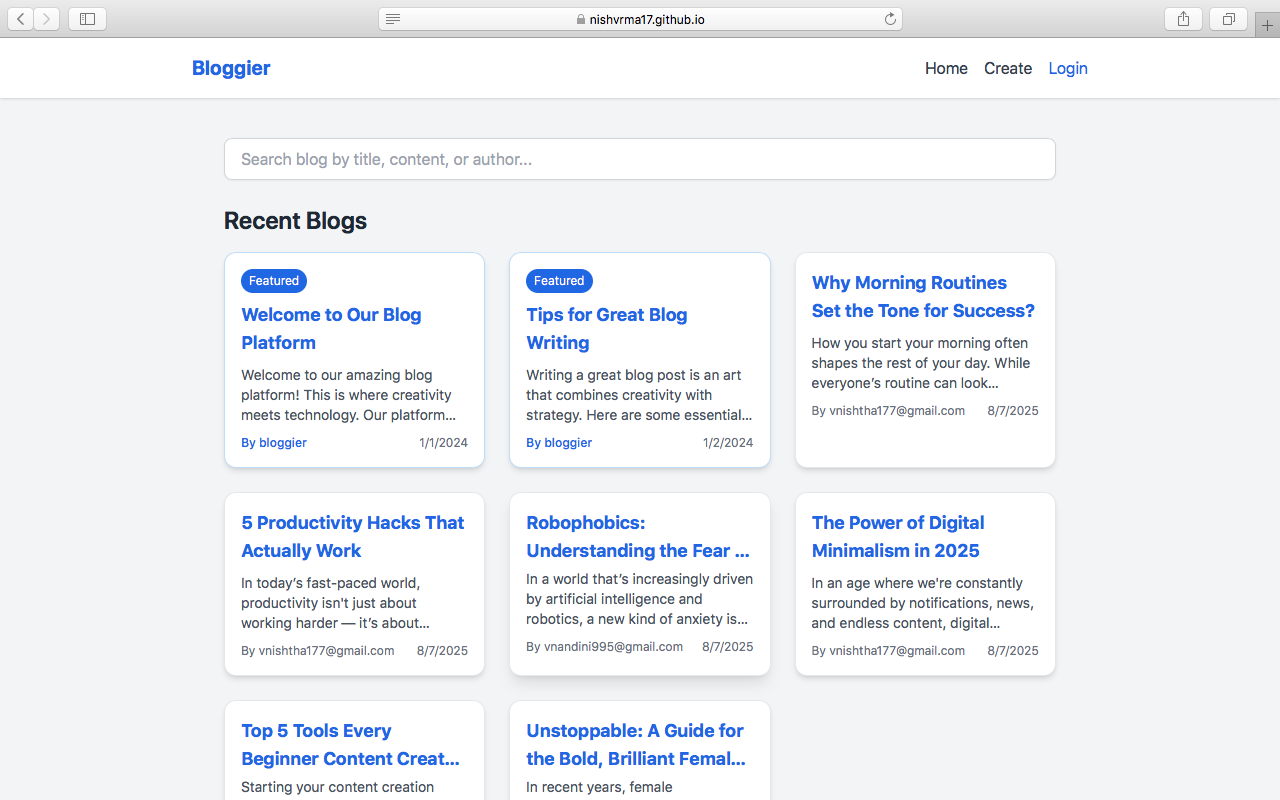 nishvrma17.github.io
Bloggier
Home Create Login
Search blog by title, content, or author...
Recent Blogs
Featured
Welcome to Our Blog
Platform
Welcome to our amazing blog
platform! This is where creativity
meets technology. Our platform...
By bloggier 1/1/2024
Featured
Tips for Great Blog
Writing
Writing a great blog post is an art
that combines creativity with
strategy. Here are some essential...
By bloggier 1/2/2024
Why Morning Routines
Set the Tone for Success?
How you start your morning often
shapes the rest of your day. While
everyone’s routine can look...
By vnishtha177@gmail.com 8/7/2025
5 Productivity Hacks That
Actually Work
In today’s fast-paced world,
productivity isn't just about
working harder — it’s about...
By vnishtha177@gmail.com 8/7/2025
Robophobics:
Understanding the Fear ...
In a world that’s increasingly driven
by artificial intelligence and
robotics, a new kind of anxiety is...
By vnandini995@gmail.com 8/7/2025
The Power of Digital
Minimalism in 2025
In an age where we're constantly
surrounded by notifications, news,
and endless content, digital...
By vnishtha177@gmail.com 8/7/2025
Top 5 Tools Every
Beginner Content Creat...
Starting your content creation
Unstoppable: A Guide for
the Bold, Brilliant Femal...
In recent years, female